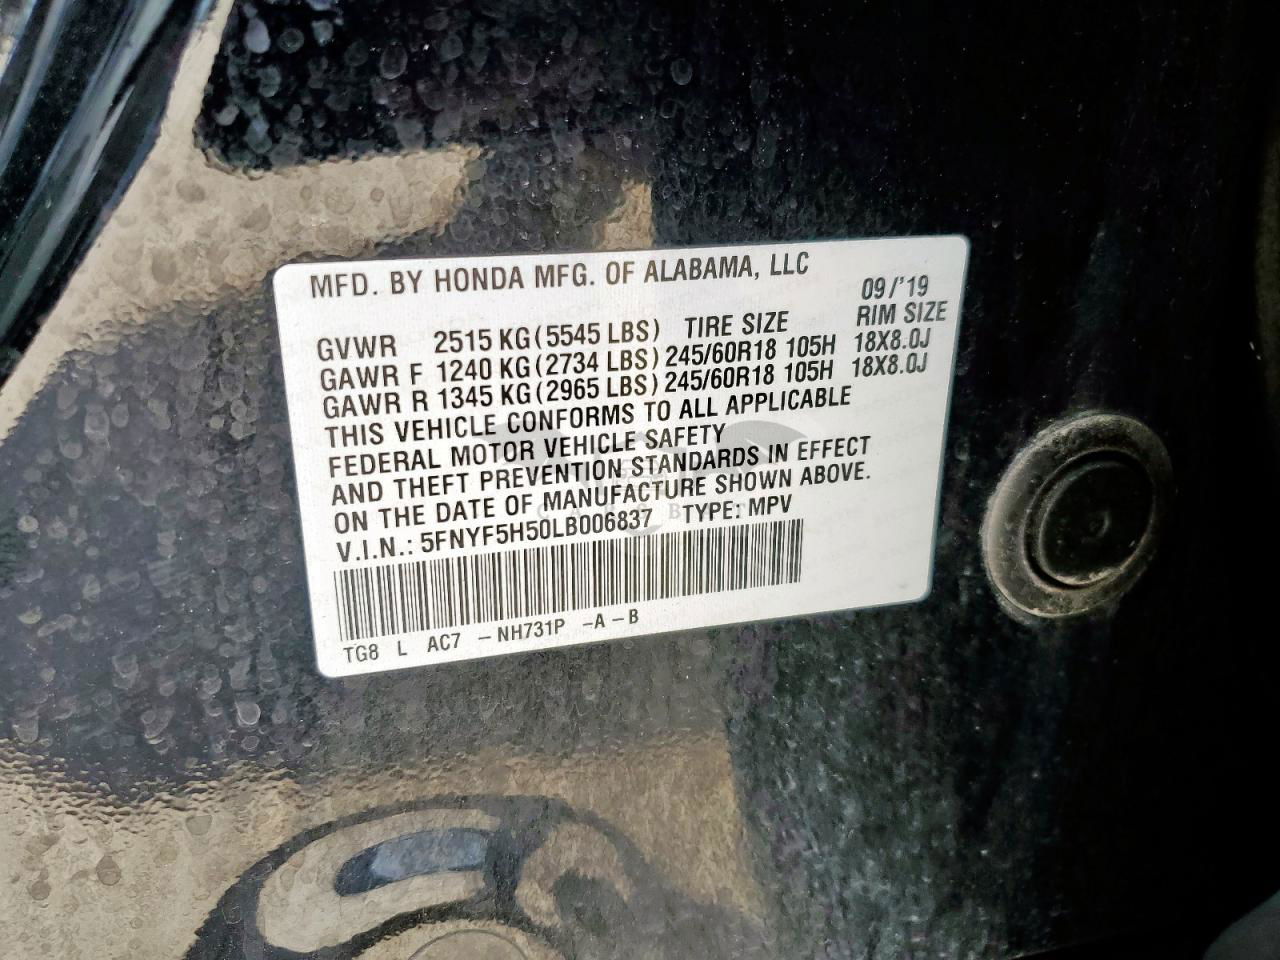 MFD. BY HONDA MFG. OF ALABAMA, LLC
09/'19
GVWR 2515 KG(5545 LBS) TIRE SIZE RIM SIZE
GAWR F 1240 KG(2734 LBS) 245/60R18 105H 18X8.0J
GAWR R 1345 KG(2965 LBS) 245/60R18 105H 18X8.0J
THIS VEHICLE CONFORMS TO ALL APPLICABLE
FEDERAL MOTOR VEHICLE SAFETY
AND THEFT PREVENTION STANDARDS IN EFFECT
ON THE DATE OF MANUFACTURE SHOWN ABOVE.
V.I.N.: 5FNYF5H50LB006837 TYPE: MPV
TG8 L AC7 -NH731P -A-B